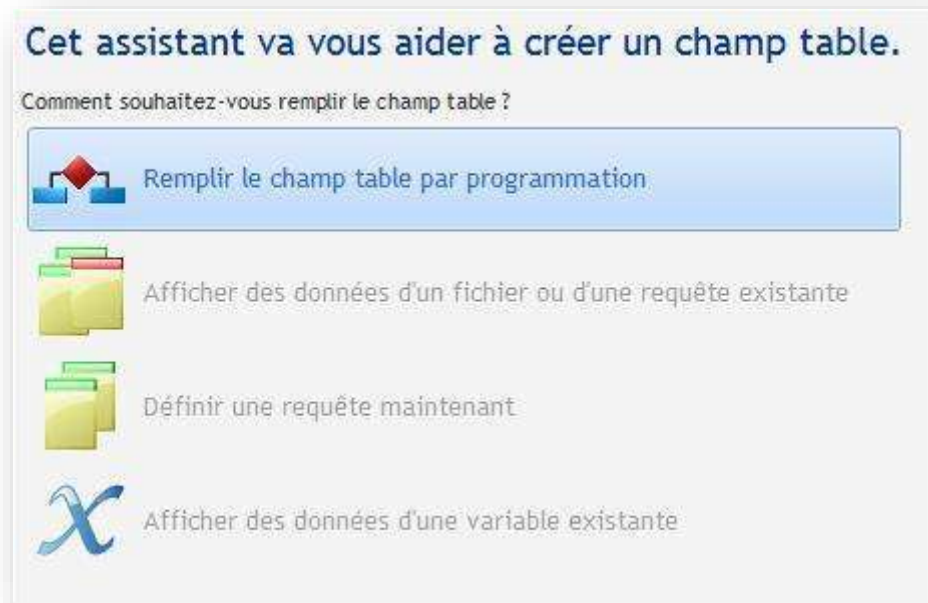 Cet assistant va vous aider à créer un champ table.
Comment souhaitez-vous remplir le champ table ?
Remplir le champ table par programmation
Afficher des données d'un fichier ou d'une requête existante
Définir une requête maintenant
Afficher des données d'une variable existante